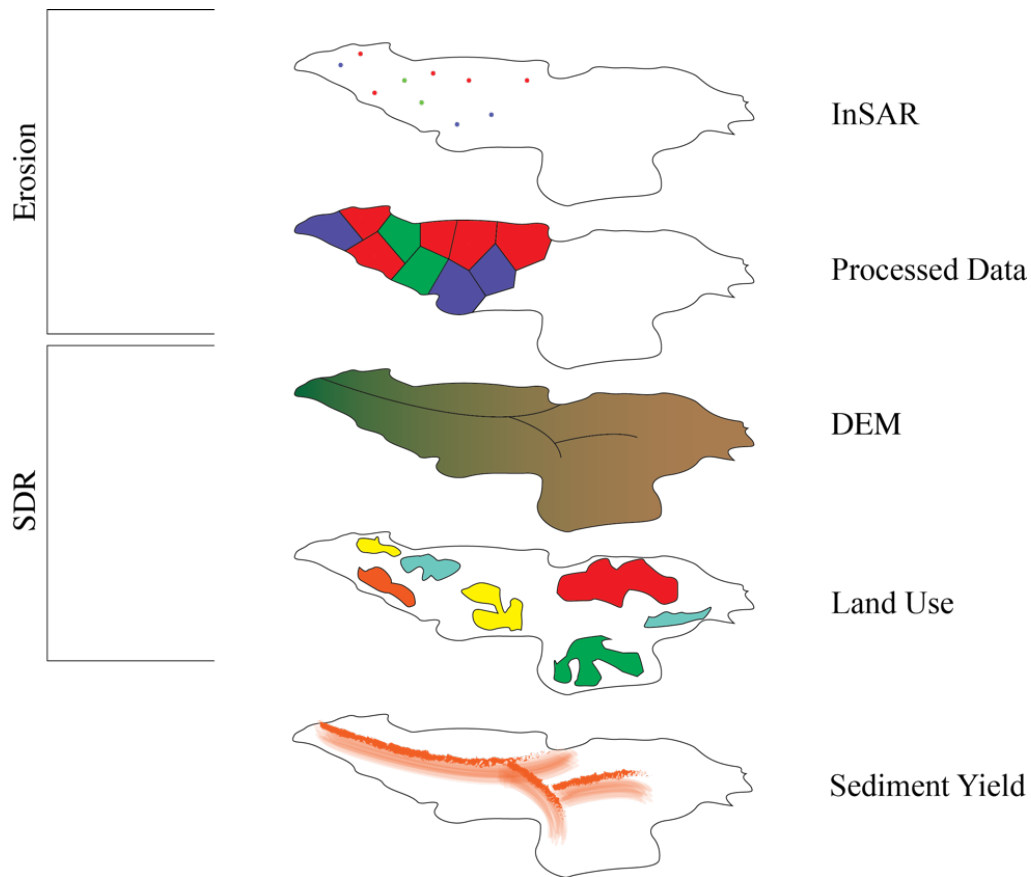 Erosion
InSAR
Processed Data
SDR
DEM
Land Use
Sediment Yield